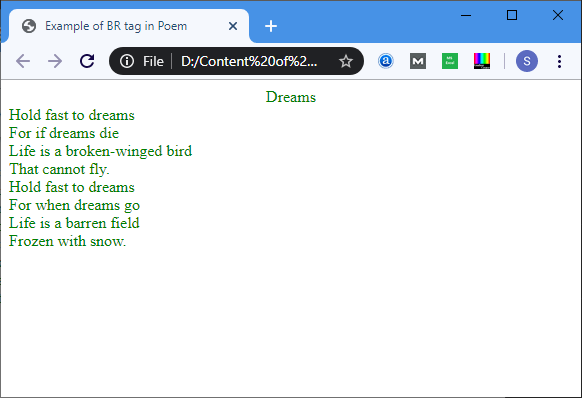 Example of BR tag in Poem
File
D:/Content%20of%2...
a
M
S
Dreams
Hold fast to dreams
For if dreams die
Life is a broken-winged bird
That cannot fly.
Hold fast to dreams
For when dreams go
Life is a barren field
Frozen with snow.